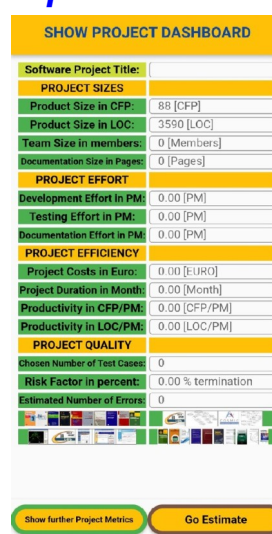 SHOW PROJECT DASHBOARD
Software Project Title:
PROJECT SIZES
Product Size in CFP: 88 [CFP]
Product Size in LOC: 3590 [LOC]
Team Size in members: 0 [Members]
Documentation Size in Pages: 0 [Pages]
PROJECT EFFORT
Development Effort in PM: 0.00 [PM]
Testing Effort in PM: 0.00 [PM]
Documentation Effort in PM: 0.00 [PM]
PROJECT EFFICIENCY
Project Costs in Euro: 0.00 [EURO]
Project Duration in Month: 0.00 [Month]
Productivity in CFP/PM: 0.00 [CFP/PM]
Productivity in LOC/PM: 0.00 [LOC/PM]
PROJECT QUALITY
Chosen Number of Test Cases: 0
Risk Factor in percent: 0.00 % termination
Estimated Number of Errors: 0
Show further Project Metrics Go Estimate